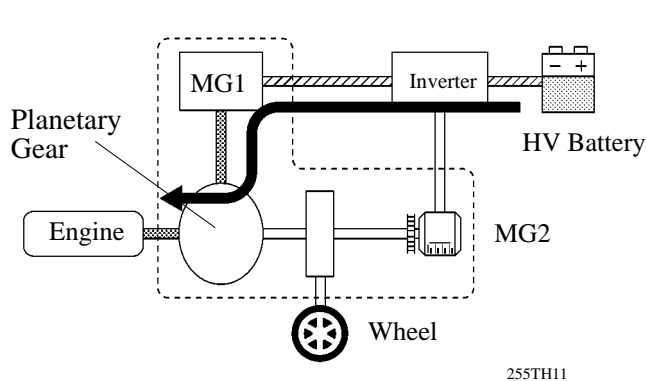 MG1
Inverter
− +
HV Battery
Planetary
Gear
Engine
MG2
Wheel
255TH11